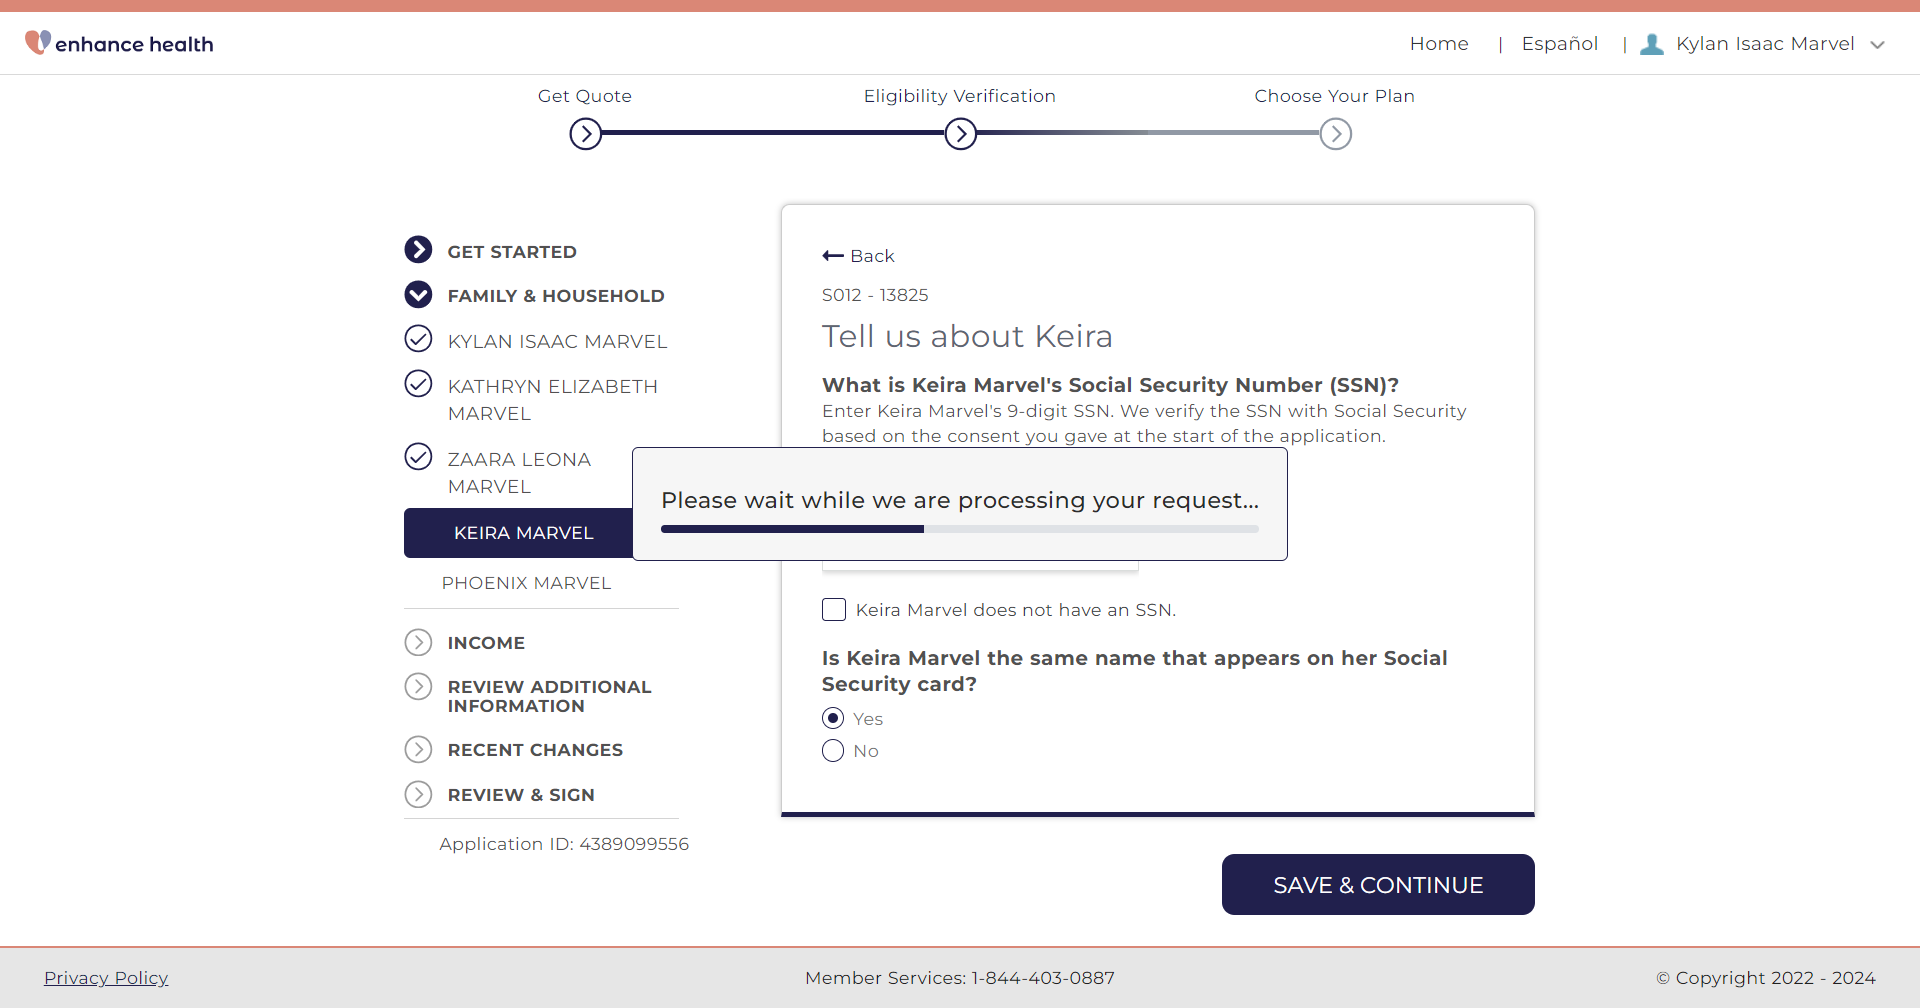 enhance health
Home | Español | Kylan Isaac Marvel
Get Quote
Eligibility Verification
Choose Your Plan
GET STARTED
FAMILY & HOUSEHOLD
KYLAN ISAAC MARVEL
KATHRYN ELIZABETH
MARVEL
ZAARA LEONA
MARVEL
KEIRA MARVEL
PHOENIX MARVEL
INCOME
REVIEW ADDITIONAL
INFORMATION
RECENT CHANGES
REVIEW & SIGN
Application ID: 4389099556
Back
S012 - 13825
Tell us about Keira
What is Keira Marvel's Social Security Number (SSN)?
Enter Keira Marvel's 9-digit SSN. We verify the SSN with Social Security
based on the consent you gave at the start of the application.
Please wait while we are processing your request...
Keira Marvel does not have an SSN.
Is Keira Marvel the same name that appears on her Social
Security card?
Yes
No
SAVE & CONTINUE
Privacy Policy
Member Services: 1-844-403-0887
© Copyright 2022 - 2024